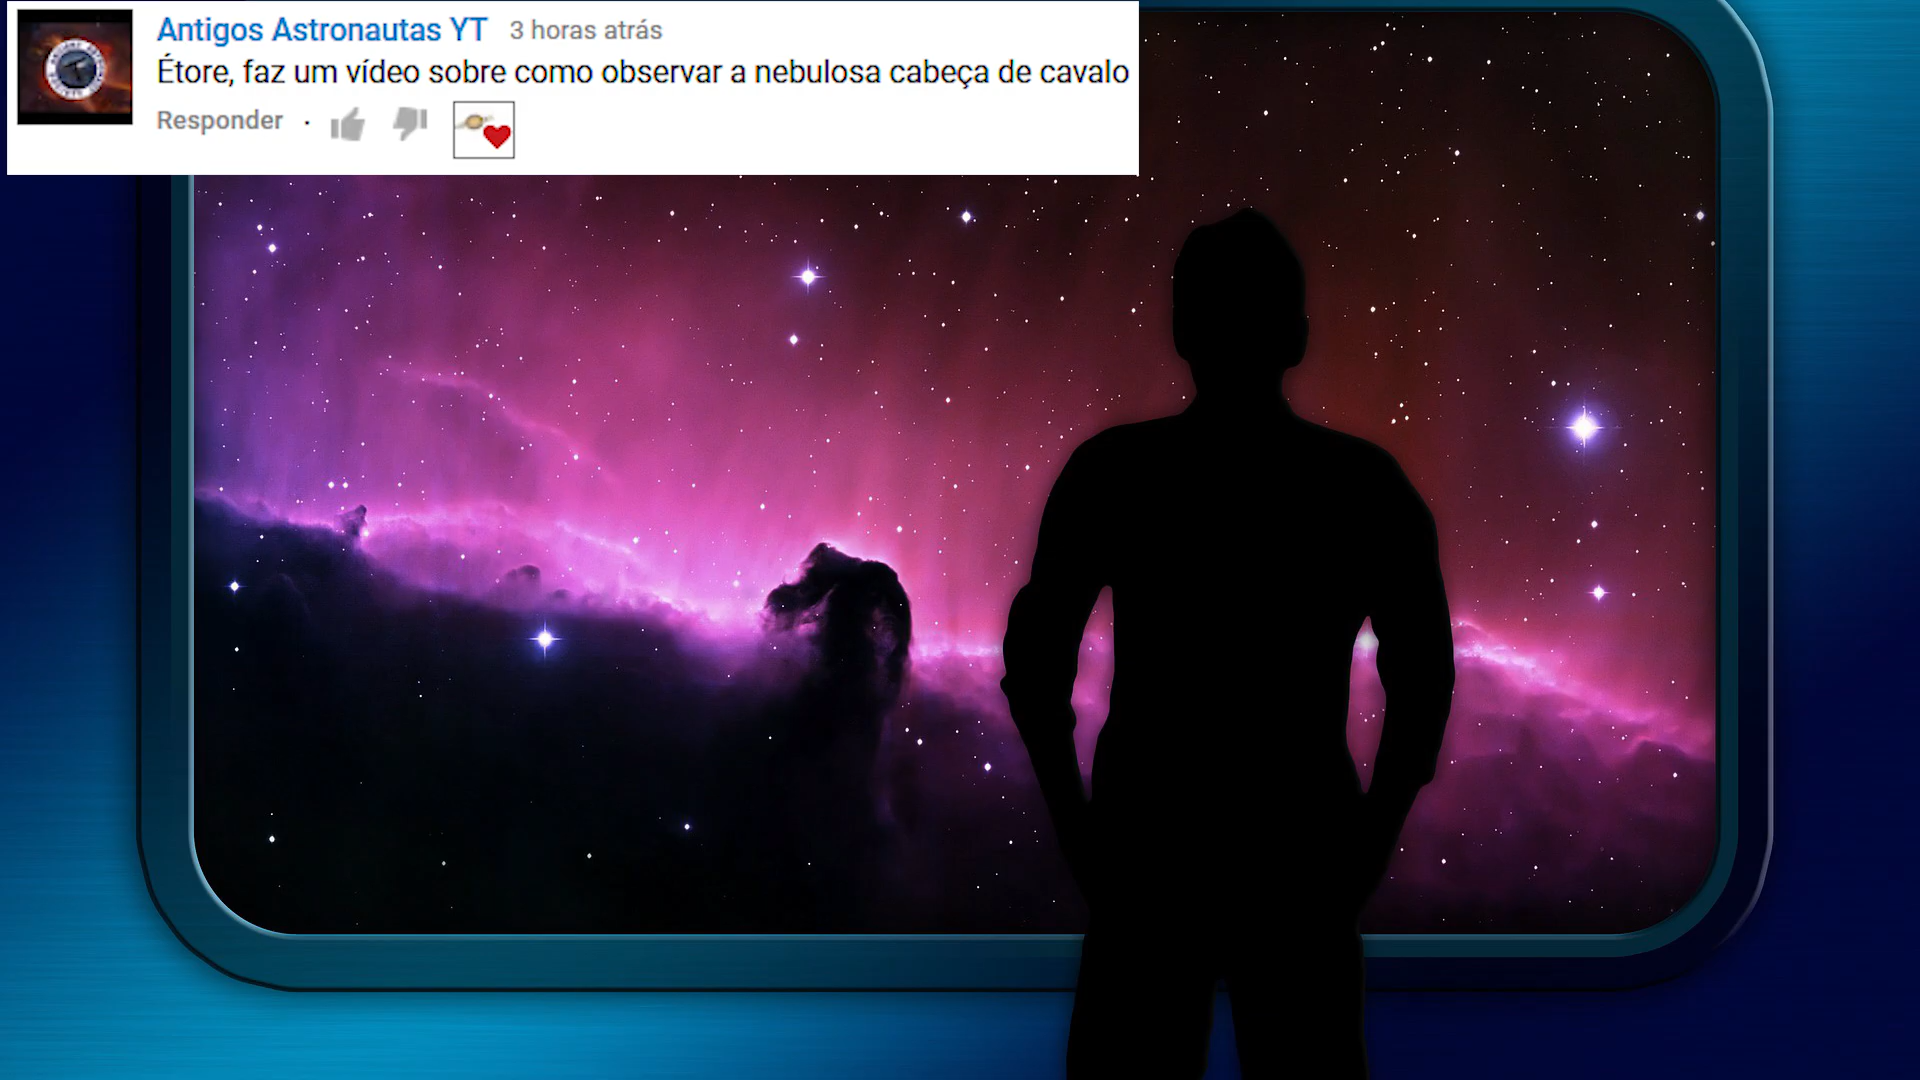 Antigos Astronautas YT 3 horas atrás
Étore, faz um vídeo sobre como observar a nebulosa cabeça de cavalo
Responder ·